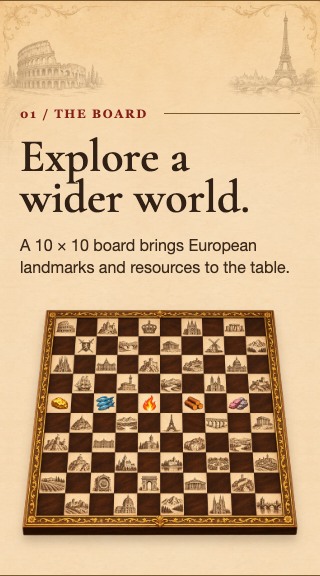 01 / THE BOARD
Explore a
wider world.
A 10 × 10 board brings European
landmarks and resources to the table.